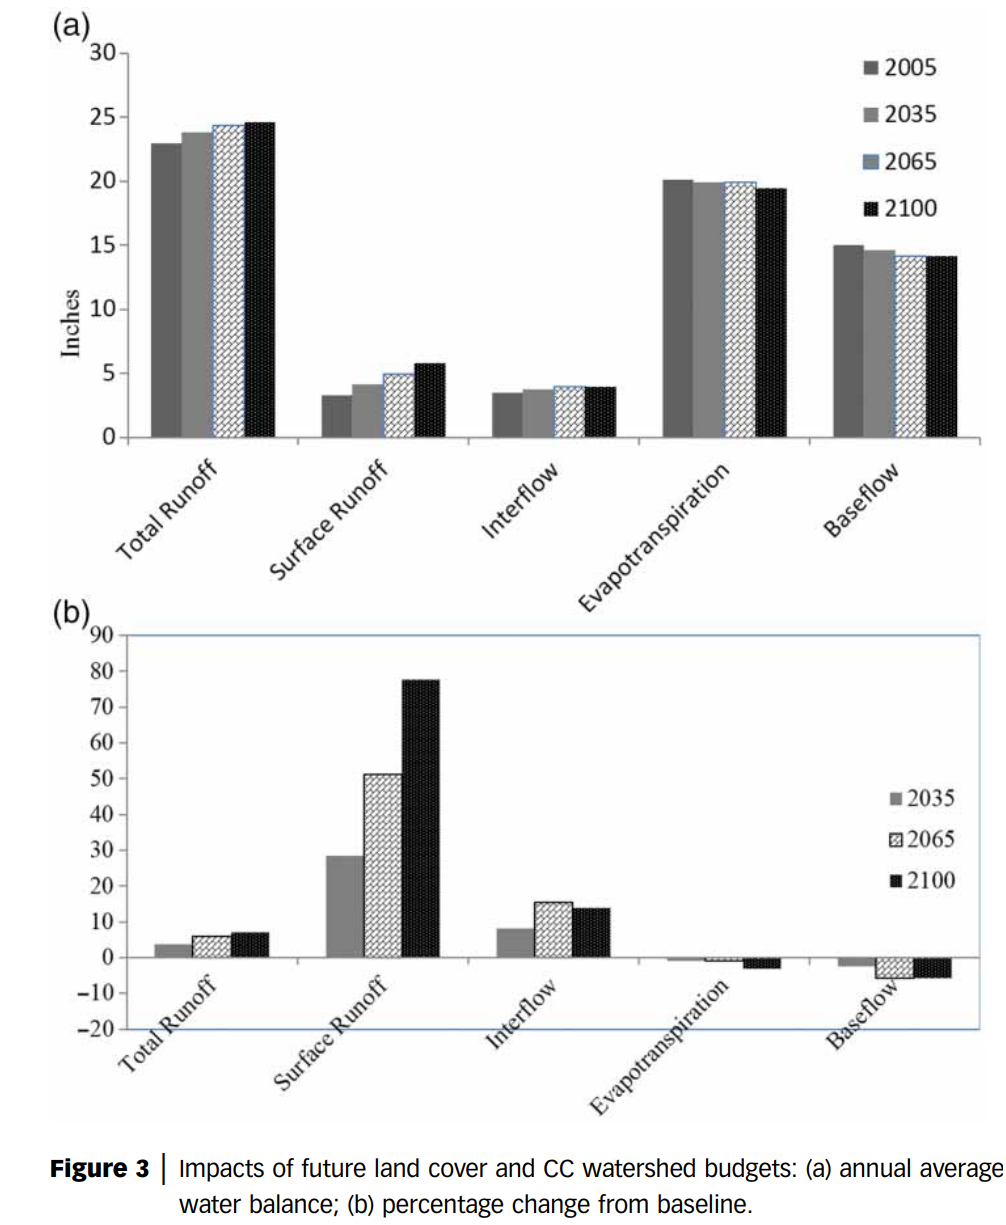 (a)
30
25
20
15
10
5
0
Inches
2005
2035
2065
2100
Total Runoff
Surface Runoff
Interflow
Evapotranspiration
Baseflow
(b)
90
80
70
60
50
40
30
20
10
0
−10
−20
2035
2065
2100
Total Runoff
Surface Runoff
Interflow
Evapotranspiration
Baseflow
Figure 3 | Impacts of future land cover and CC watershed budgets: (a) annual average
water balance; (b) percentage change from baseline.